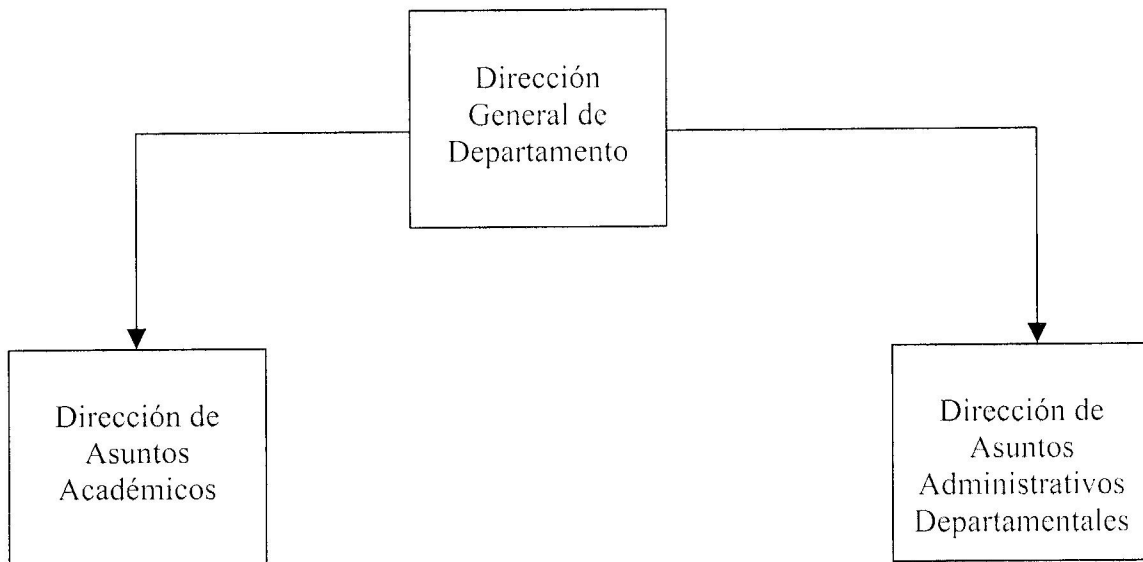 Dirección
General de
Departamento
Dirección de
Asuntos
Académicos
Dirección de
Asuntos
Administrativos
Departamentales